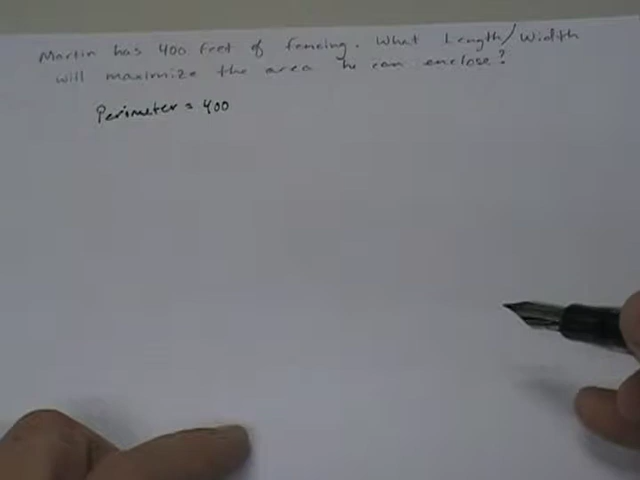 Martin has 400 feet of fencing. What Length/Width
will maximize the area he can enclose?
Perimeter = 400